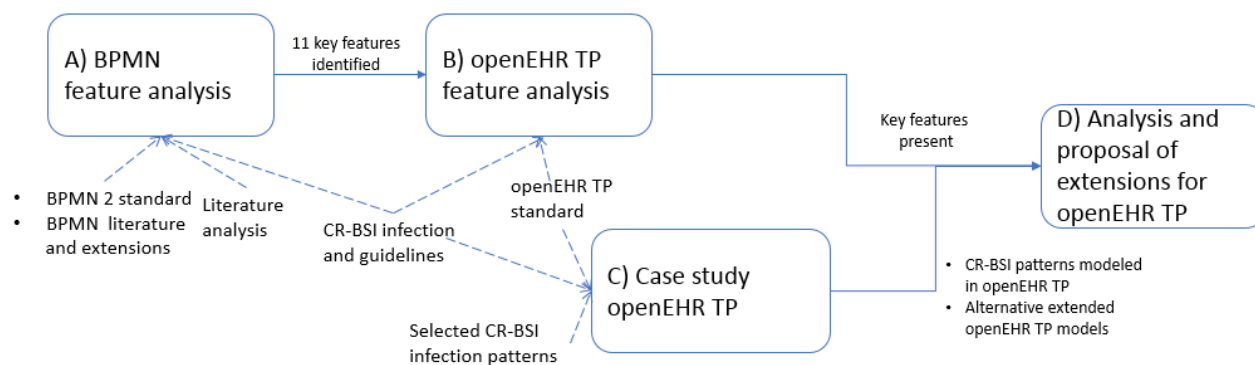 A) BPMN
feature analysis
11 key features
identified
B) openEHR TP
feature analysis
Key features
present
D) Analysis and
proposal of
extensions for
openEHR TP
• BPMN 2 standard
• BPMN literature
and extensions
Literature
analysis
CR-BSI infection
and guidelines
openEHR TP
standard
C) Case study
openEHR TP
Selected CR-BSI
infection patterns
• CR-BSI patterns modeled
in openEHR TP
• Alternative extended
openEHR TP models